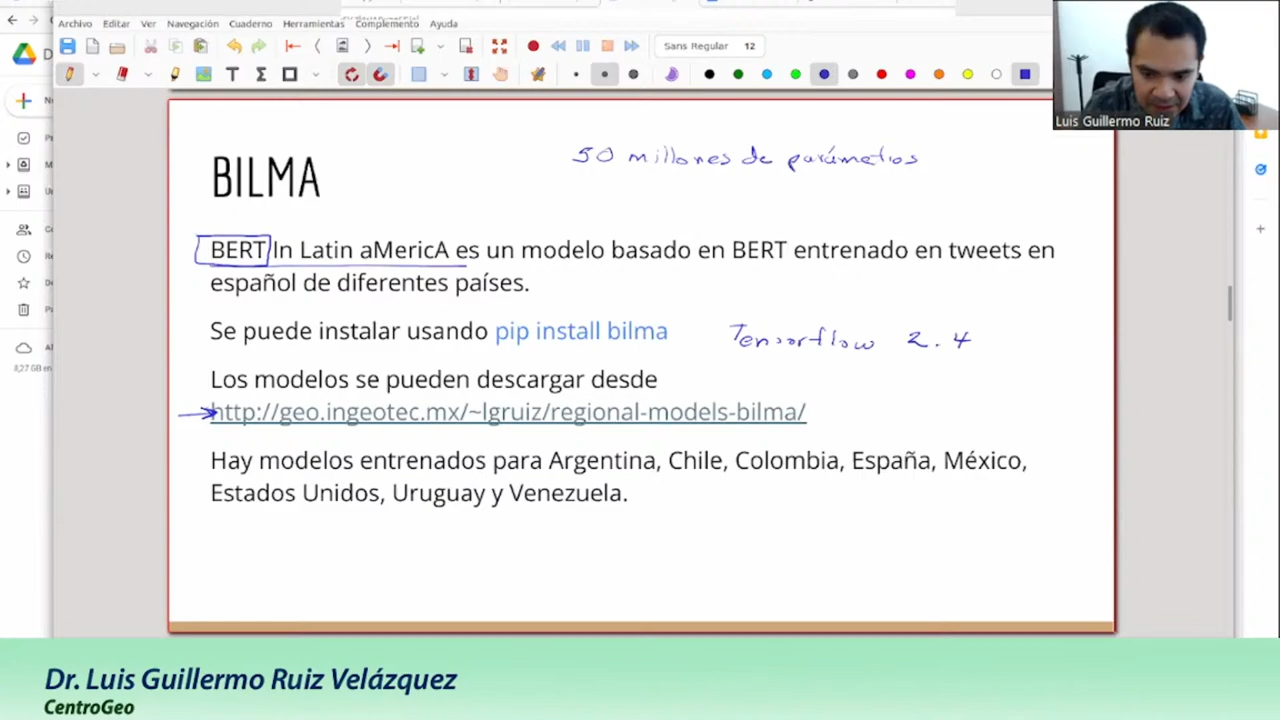 Archivo Editar Ver Navegación Cuaderno Herramientas Complemento Ayuda
Sans Regular 12
Luis Guillermo Ruiz
50 millones de parámetros
BILMA
BERT In Latin aMericA es un modelo basado en BERT entrenado en tweets en
español de diferentes países.
Se puede instalar usando pip install bilma
Tensorflow 2.4
Los modelos se pueden descargar desde
http://geo.ingeotec.mx/~lgruiz/regional-models-bilma/
Hay modelos entrenados para Argentina, Chile, Colombia, España, México,
Estados Unidos, Uruguay y Venezuela.
8,27 GB en
Dr. Luis Guillermo Ruiz Velázquez
CentroGeo